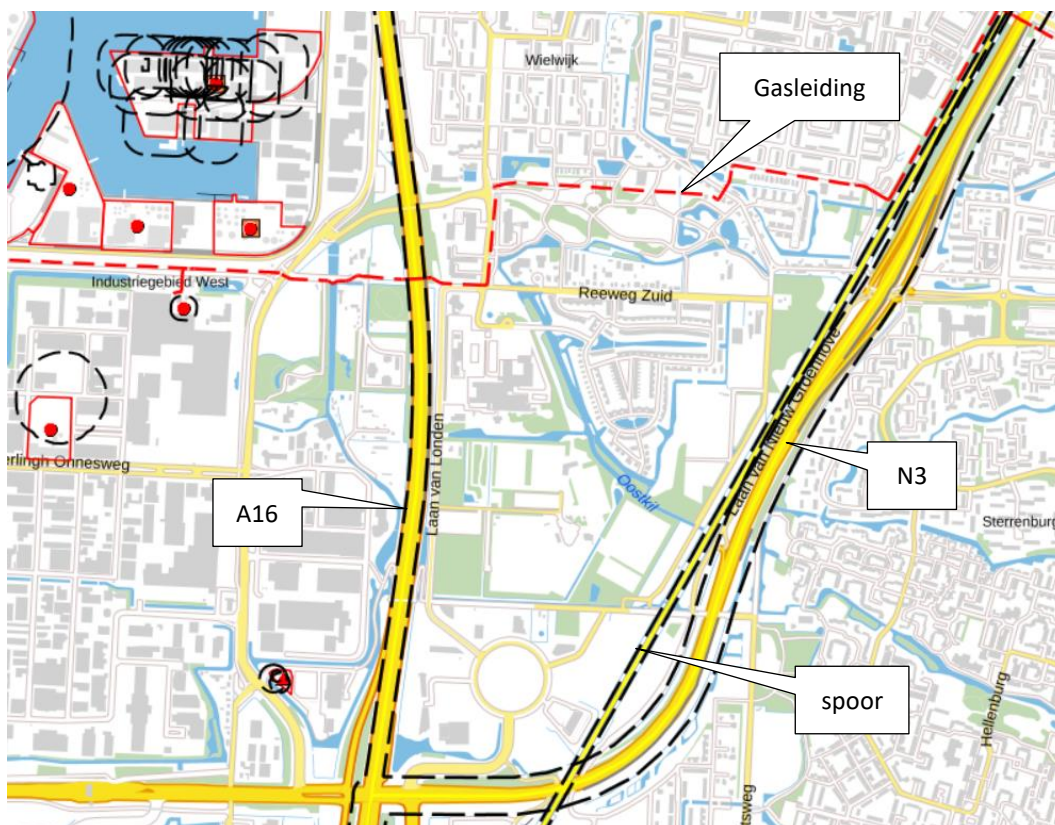 Wielwijk
Gasleiding
Industriegebied West
Reeweg Zuid
Laan van Nieuw Groenhove
erlingh Onnesweg
Laan van Londen
A16
Oostkil
N3
Sterrenburg
spoor
Hellenburg
tsweg